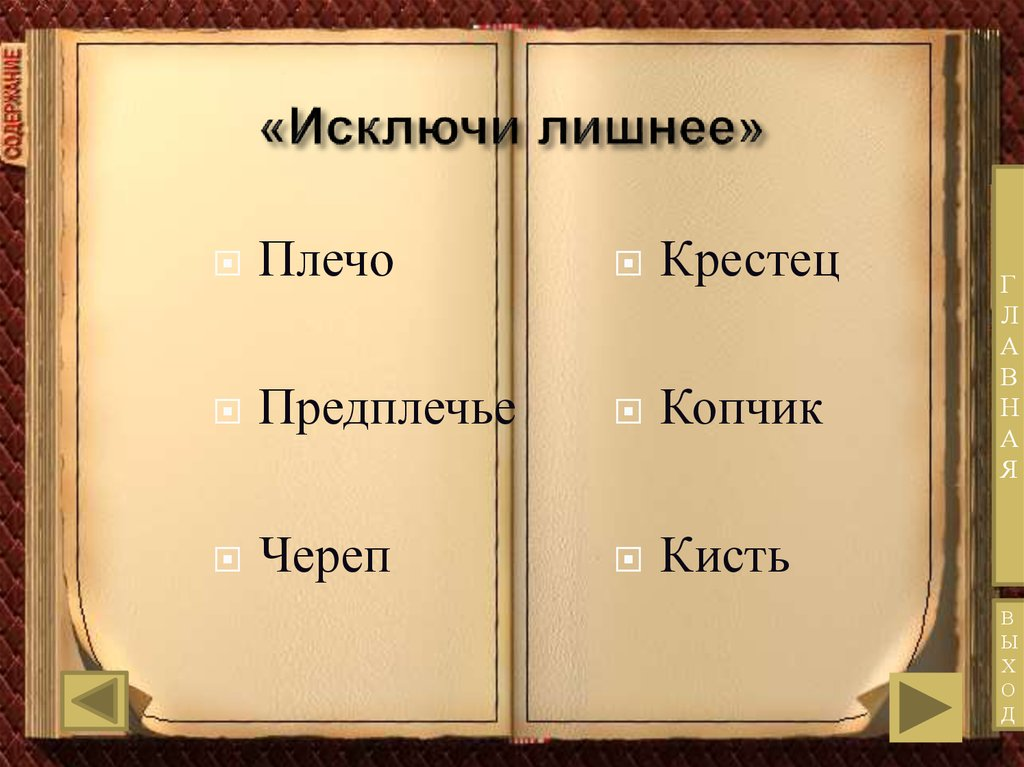 СОДЕРЖАНИЕ
«Исключи лишнее»
Плечо
Предплечье
Череп
Крестец
Копчик
Кисть
ГЛАВНАЯ
ВЫХОД